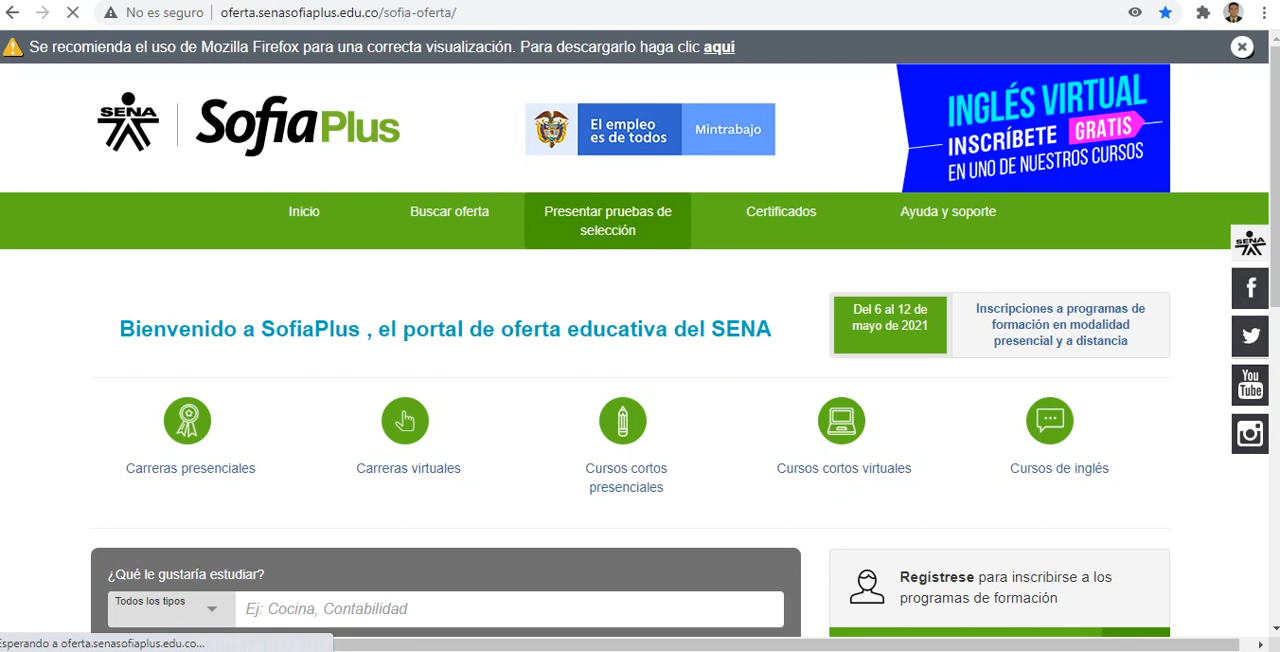 No es seguro | oferta.senasofiaplus.edu.co/sofia-oferta/
Se recomienda el uso de Mozilla Firefox para una correcta visualización. Para descargarlo haga clic aquí
SENA
SofiaPlus
El empleo
es de todos
Mintrabajo
INGLÉS VIRTUAL
INSCRÍBETE GRATIS
EN UNO DE NUESTROS CURSOS
Inicio
Buscar oferta
Presentar pruebas de
selección
Certificados
Ayuda y soporte
SENA
Bienvenido a SofiaPlus , el portal de oferta educativa del SENA
Del 6 al 12 de
mayo de 2021
Inscripciones a programas de
formación en modalidad
presencial y a distancia
You
Tube
Carreras presenciales
Carreras virtuales
Cursos cortos
presenciales
Cursos cortos virtuales
Cursos de inglés
¿Qué le gustaría estudiar?
Todos los tipos
Ej: Cocina, Contabilidad
Regístrese para inscribirse a los
programas de formación
Esperando a oferta.senasofiaplus.edu.co...